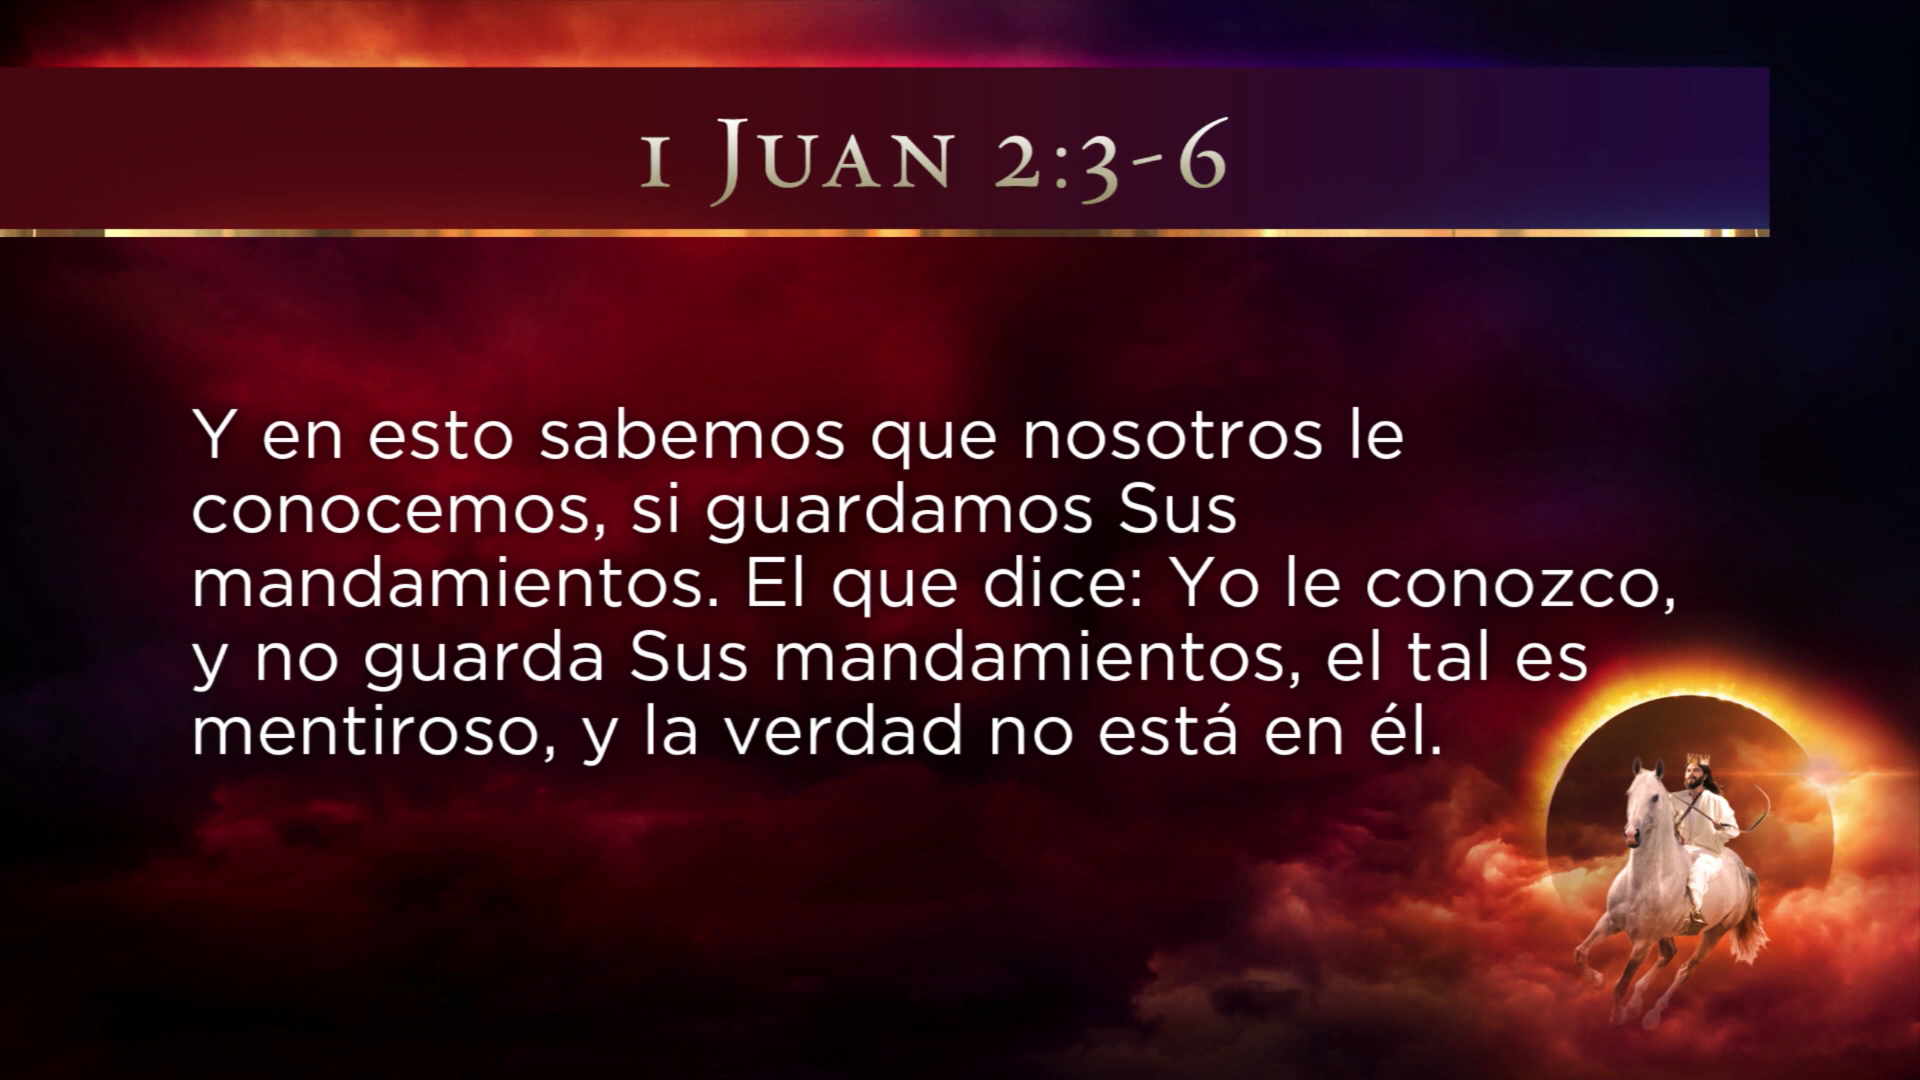 1 Juan 2:3-6
Y en esto sabemos que nosotros le
conocemos, si guardamos Sus
mandamientos. El que dice: Yo le conozco,
y no guarda Sus mandamientos, el tal es
mentiroso, y la verdad no está en él.